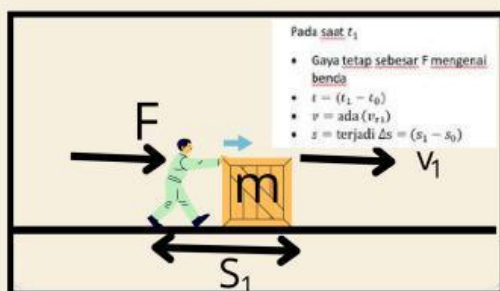 Pada saat t₁
• Gaya tetap sebesar F mengenai
benda
• t = (t₁ − t₀)
• v = ada (vₜ₁)
• s = terjadi Δs = (s₁ − s₀)
F
m
v₁
S₁